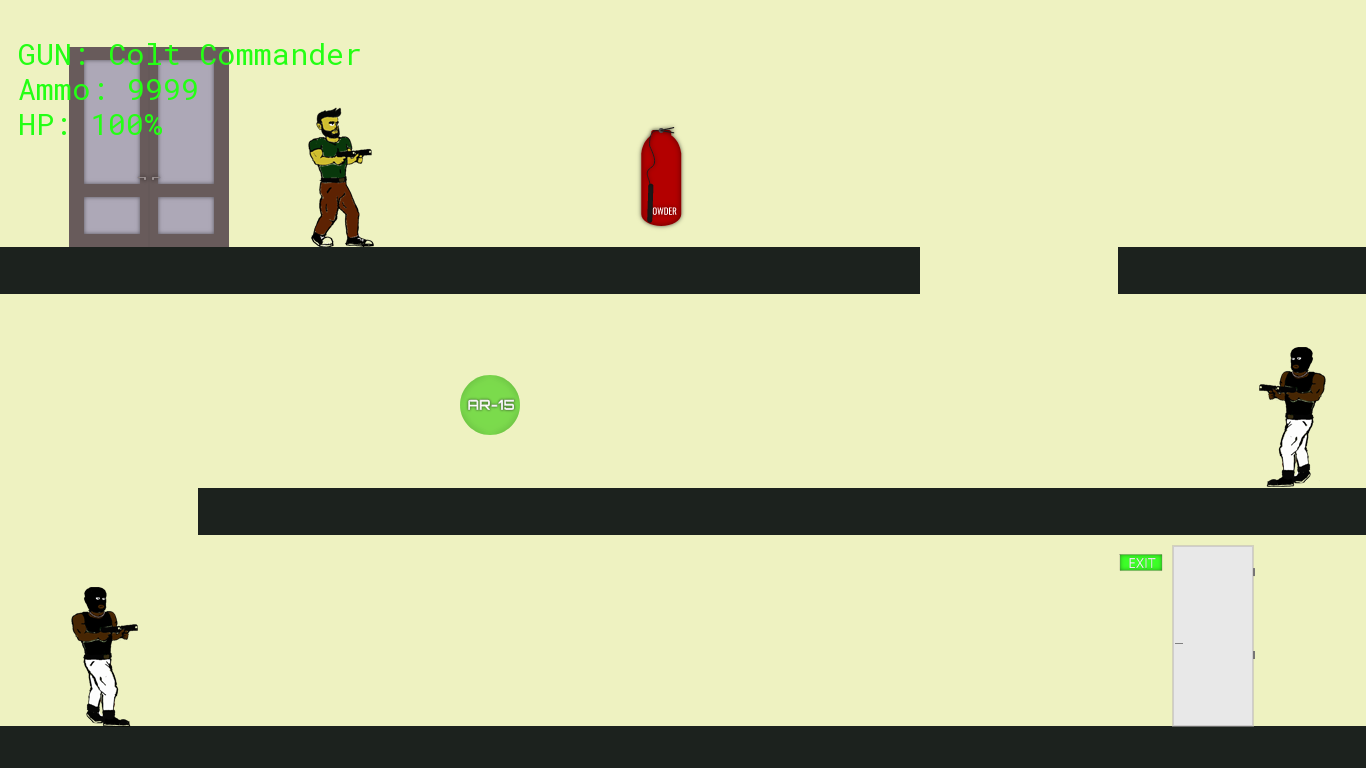 GUN: Colt Commander
Ammo: 9999
HP: 100%
OWDER
AR-15
EXIT